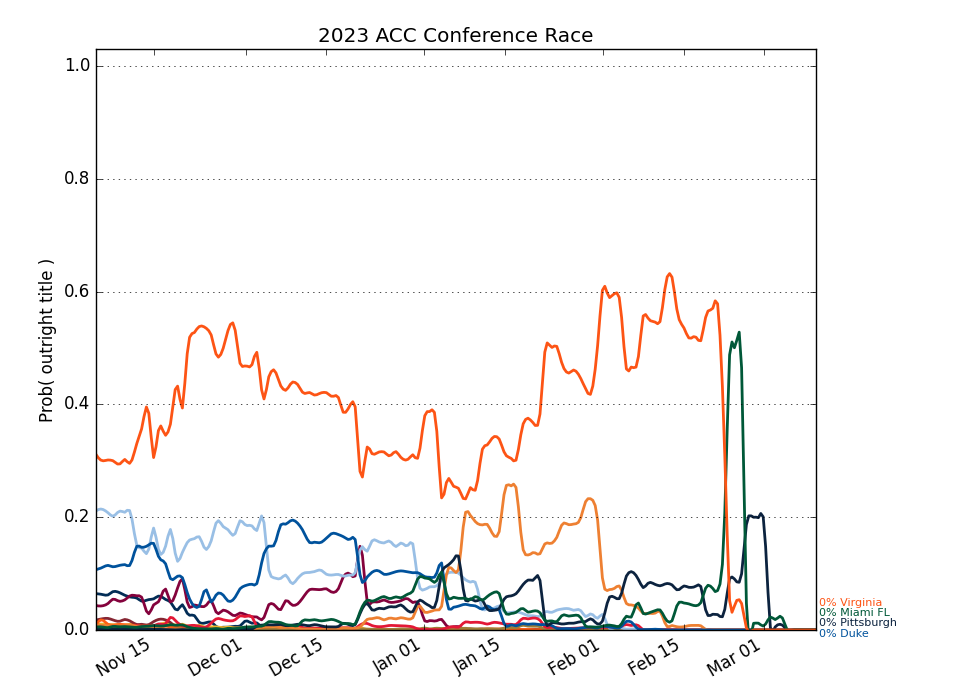 2023 ACC Conference Race
Prob( outright title )
1.0
0.8
0.6
0.4
0.2
0.0
Nov 15
Dec 01
Dec 15
Jan 01
Jan 15
Feb 01
Feb 15
Mar 01
0% Virginia
0% Miami FL
0% Pittsburgh
0% Duke